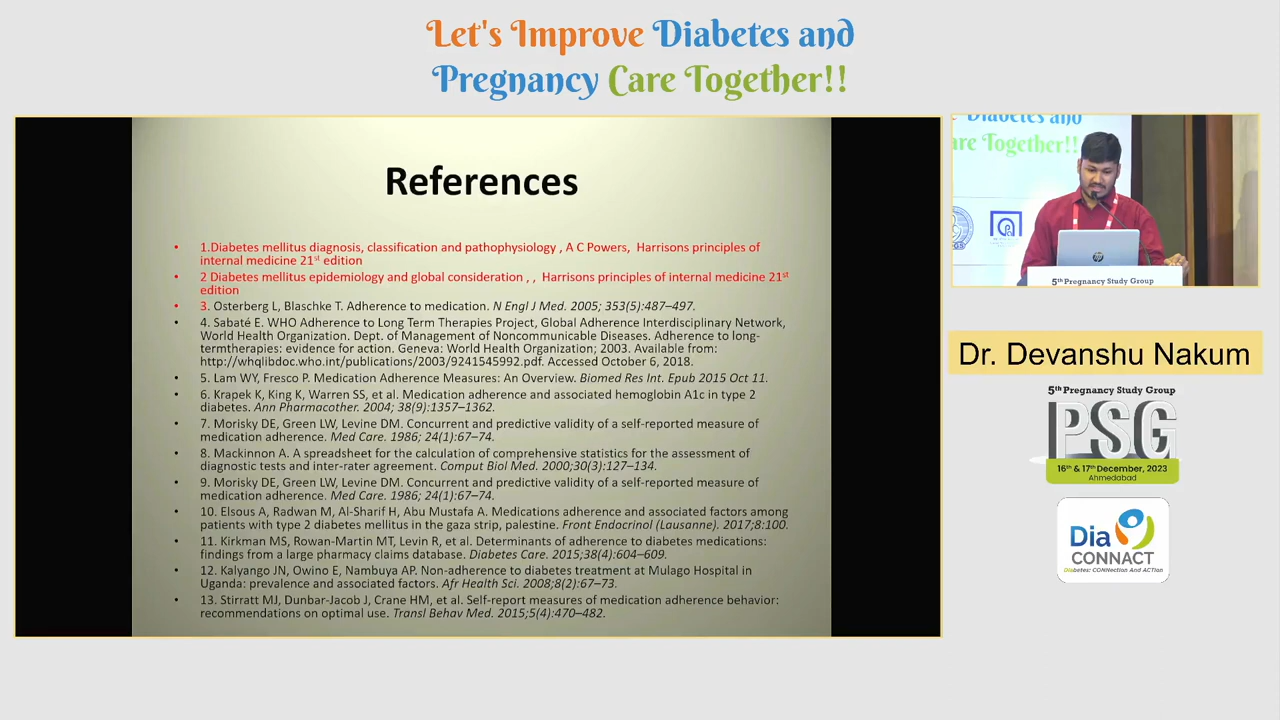 Let's Improve Diabetes and
Pregnancy Care Together!!
References
• 1.Diabetes mellitus diagnosis, classification and pathophysiology , A C Powers, Harrisons principles of
internal medicine 21st edition
• 2 Diabetes mellitus epidemiology and global consideration , , Harrisons principles of internal medicine 21st
edition
• 3. Osterberg L, Blaschke T. Adherence to medication. N Engl J Med. 2005; 353(5):487–497.
• 4. Sabaté E. WHO Adherence to Long Term Therapies Project, Global Adherence Interdisciplinary Network,
World Health Organization. Dept. of Management of Noncommunicable Diseases. Adherence to long-
termtherapies: evidence for action. Geneva: World Health Organization; 2003. Available from:
http://whqlibdoc.who.int/publications/2003/9241545992.pdf. Accessed October 6, 2018.
• 5. Lam WY, Fresco P. Medication Adherence Measures: An Overview. Biomed Res Int. Epub 2015 Oct 11.
• 6. Krapek K, King K, Warren SS, et al. Medication adherence and associated hemoglobin A1c in type 2
diabetes. Ann Pharmacother. 2004; 38(9):1357–1362.
• 7. Morisky DE, Green LW, Levine DM. Concurrent and predictive validity of a self-reported measure of
medication adherence. Med Care. 1986; 24(1):67–74.
• 8. Mackinnon A. A spreadsheet for the calculation of comprehensive statistics for the assessment of
diagnostic tests and inter-rater agreement. Comput Biol Med. 2000;30(3):127–134.
• 9. Morisky DE, Green LW, Levine DM. Concurrent and predictive validity of a self-reported measure of
medication adherence. Med Care. 1986; 24(1):67–74.
• 10. Elsous A, Radwan M, Al-Sharif H, Abu Mustafa A. Medications adherence and associated factors among
patients with type 2 diabetes mellitus in the gaza strip, palestine. Front Endocrinol (Lausanne). 2017;8:100.
• 11. Kirkman MS, Rowan-Martin MT, Levin R, et al. Determinants of adherence to diabetes medications:
findings from a large pharmacy claims database. Diabetes Care. 2015;38(4):604–609.
• 12. Kalyango JN, Owino E, Nambuya AP. Non-adherence to diabetes treatment at Mulago Hospital in
Uganda: prevalence and associated factors. Afr Health Sci. 2008;8(2):67–73.
• 13. Stirratt MJ, Dunbar-Jacob J, Crane HM, et al. Self-report measures of medication adherence behavior:
recommendations on optimal use. Transl Behav Med. 2015;5(4):470–482.
Diabetes and
are Together!!
hp
5th Pregnancy Study Group
Dr. Devanshu Nakum
5th Pregnancy Study Group
PSG
16th & 17th December, 2023
Ahmedabad
Dia
CONNACT
Diabetes: CONNection And ACTion